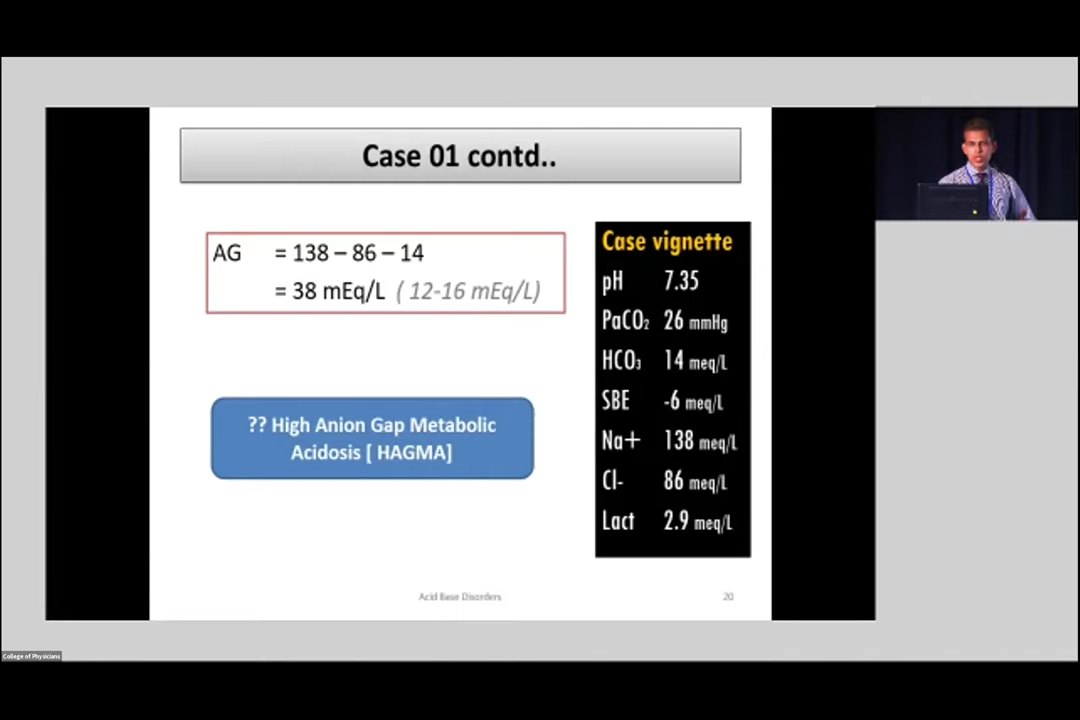 Case 01 contd..
AG = 138 – 86 – 14
= 38 mEq/L ( 12-16 mEq/L)
?? High Anion Gap Metabolic
Acidosis [ HAGMA]
Case vignette
pH 7.35
PaCO₂ 26 mmHg
HCO₃ 14 meq/L
SBE -6 meq/L
Na+ 138 meq/L
Cl- 86 meq/L
Lact 2.9 meq/L
Acid Base Disorders 20
College of Physicians